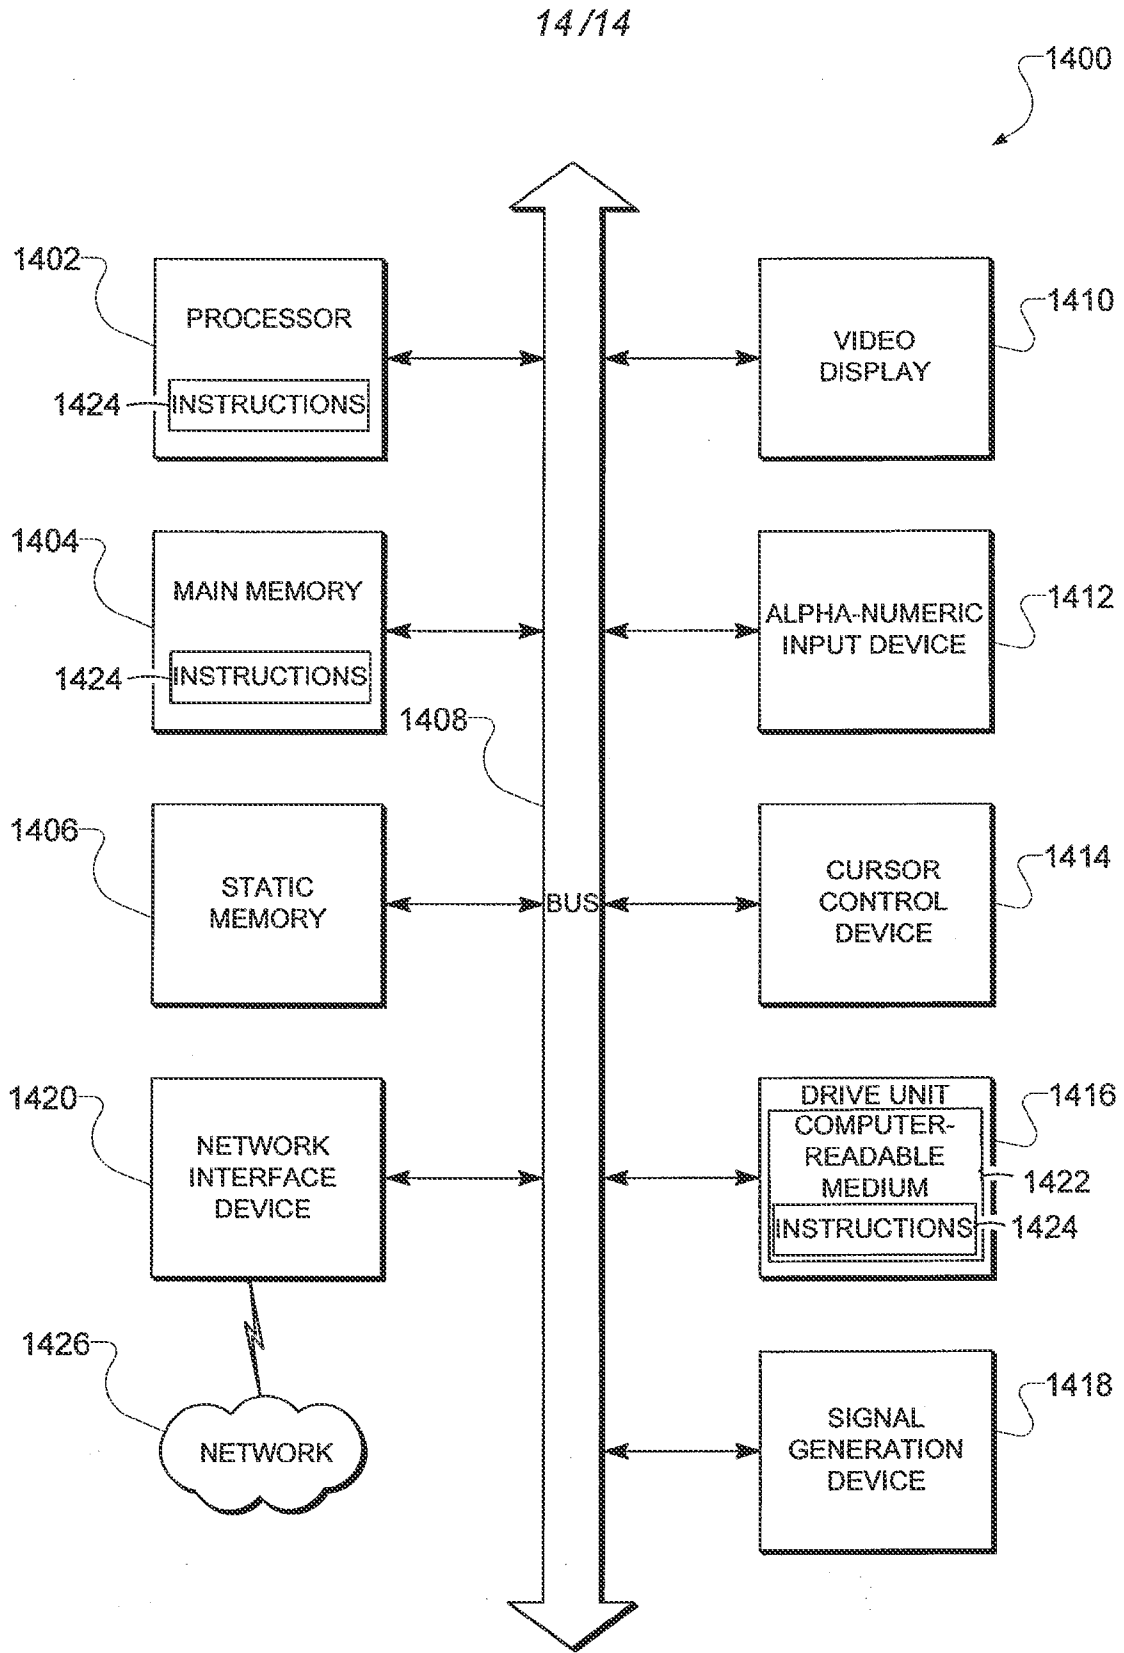 14/14
1400
1402
PROCESSOR
1424
INSTRUCTIONS
1404
MAIN MEMORY
1424
INSTRUCTIONS
1408
1406
STATIC
MEMORY
BUS
1420
NETWORK
INTERFACE
DEVICE
1426
NETWORK
1410
VIDEO
DISPLAY
1412
ALPHA-NUMERIC
INPUT DEVICE
1414
CURSOR
CONTROL
DEVICE
1416
DRIVE UNIT
COMPUTER-
READABLE
MEDIUM
1422
INSTRUCTIONS
1424
1418
SIGNAL
GENERATION
DEVICE